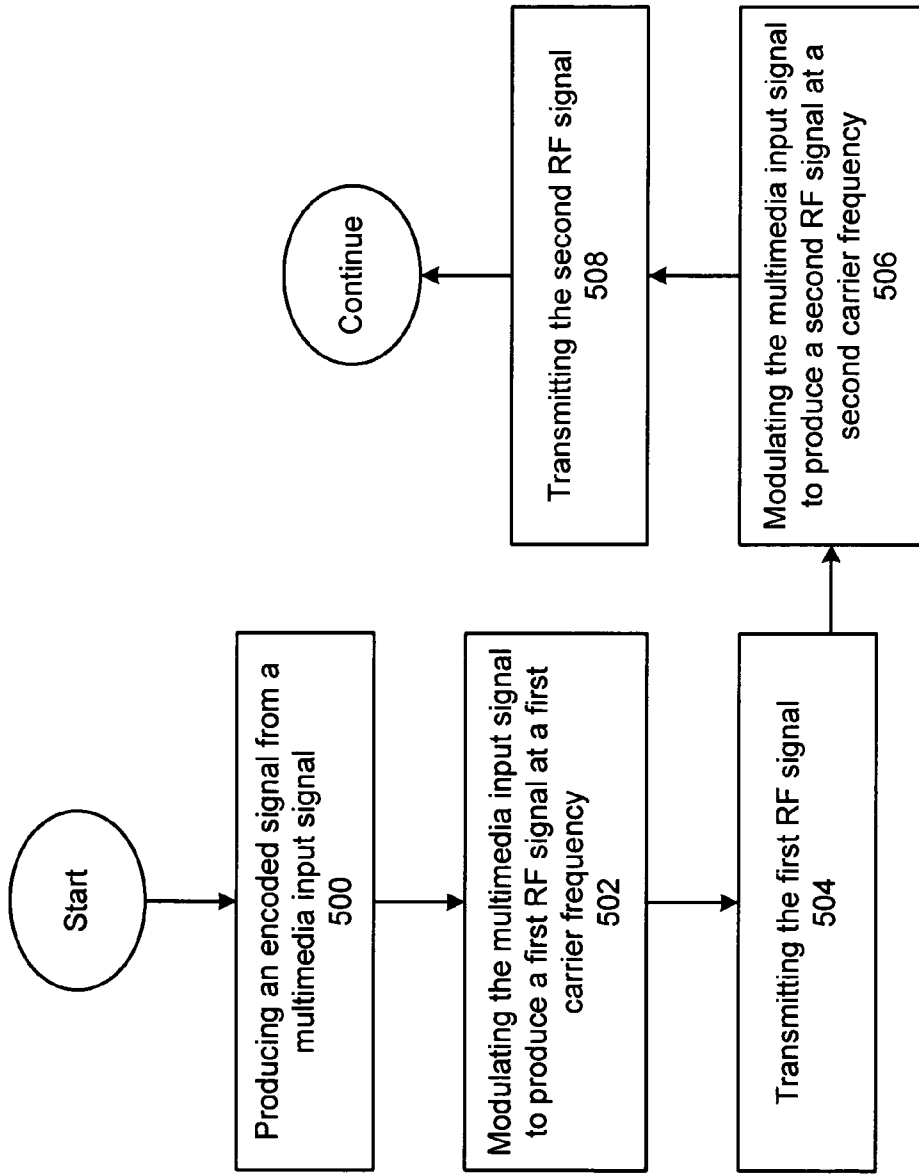 Start
Producing an encoded signal from a
multimedia input signal
500
Modulating the multimedia input signal
to produce a first RF signal at a first
carrier frequency
502
Transmitting the first RF signal
504
Modulating the multimedia input signal
to produce a second RF signal at a
second carrier frequency
506
Transmitting the second RF signal
508
Continue